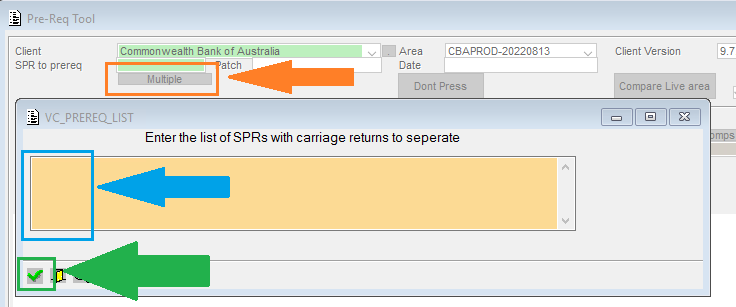 Pre-Req Tool
Client Commonwealth Bank of Australia . Area CBAPROD-20220813 Client Version 9.7
SPR to prereq Patch Date
Multiple Dont Press Compare Live area
VC_PREREQ_LIST
Enter the list of SPRs with carriage returns to seperate
omps